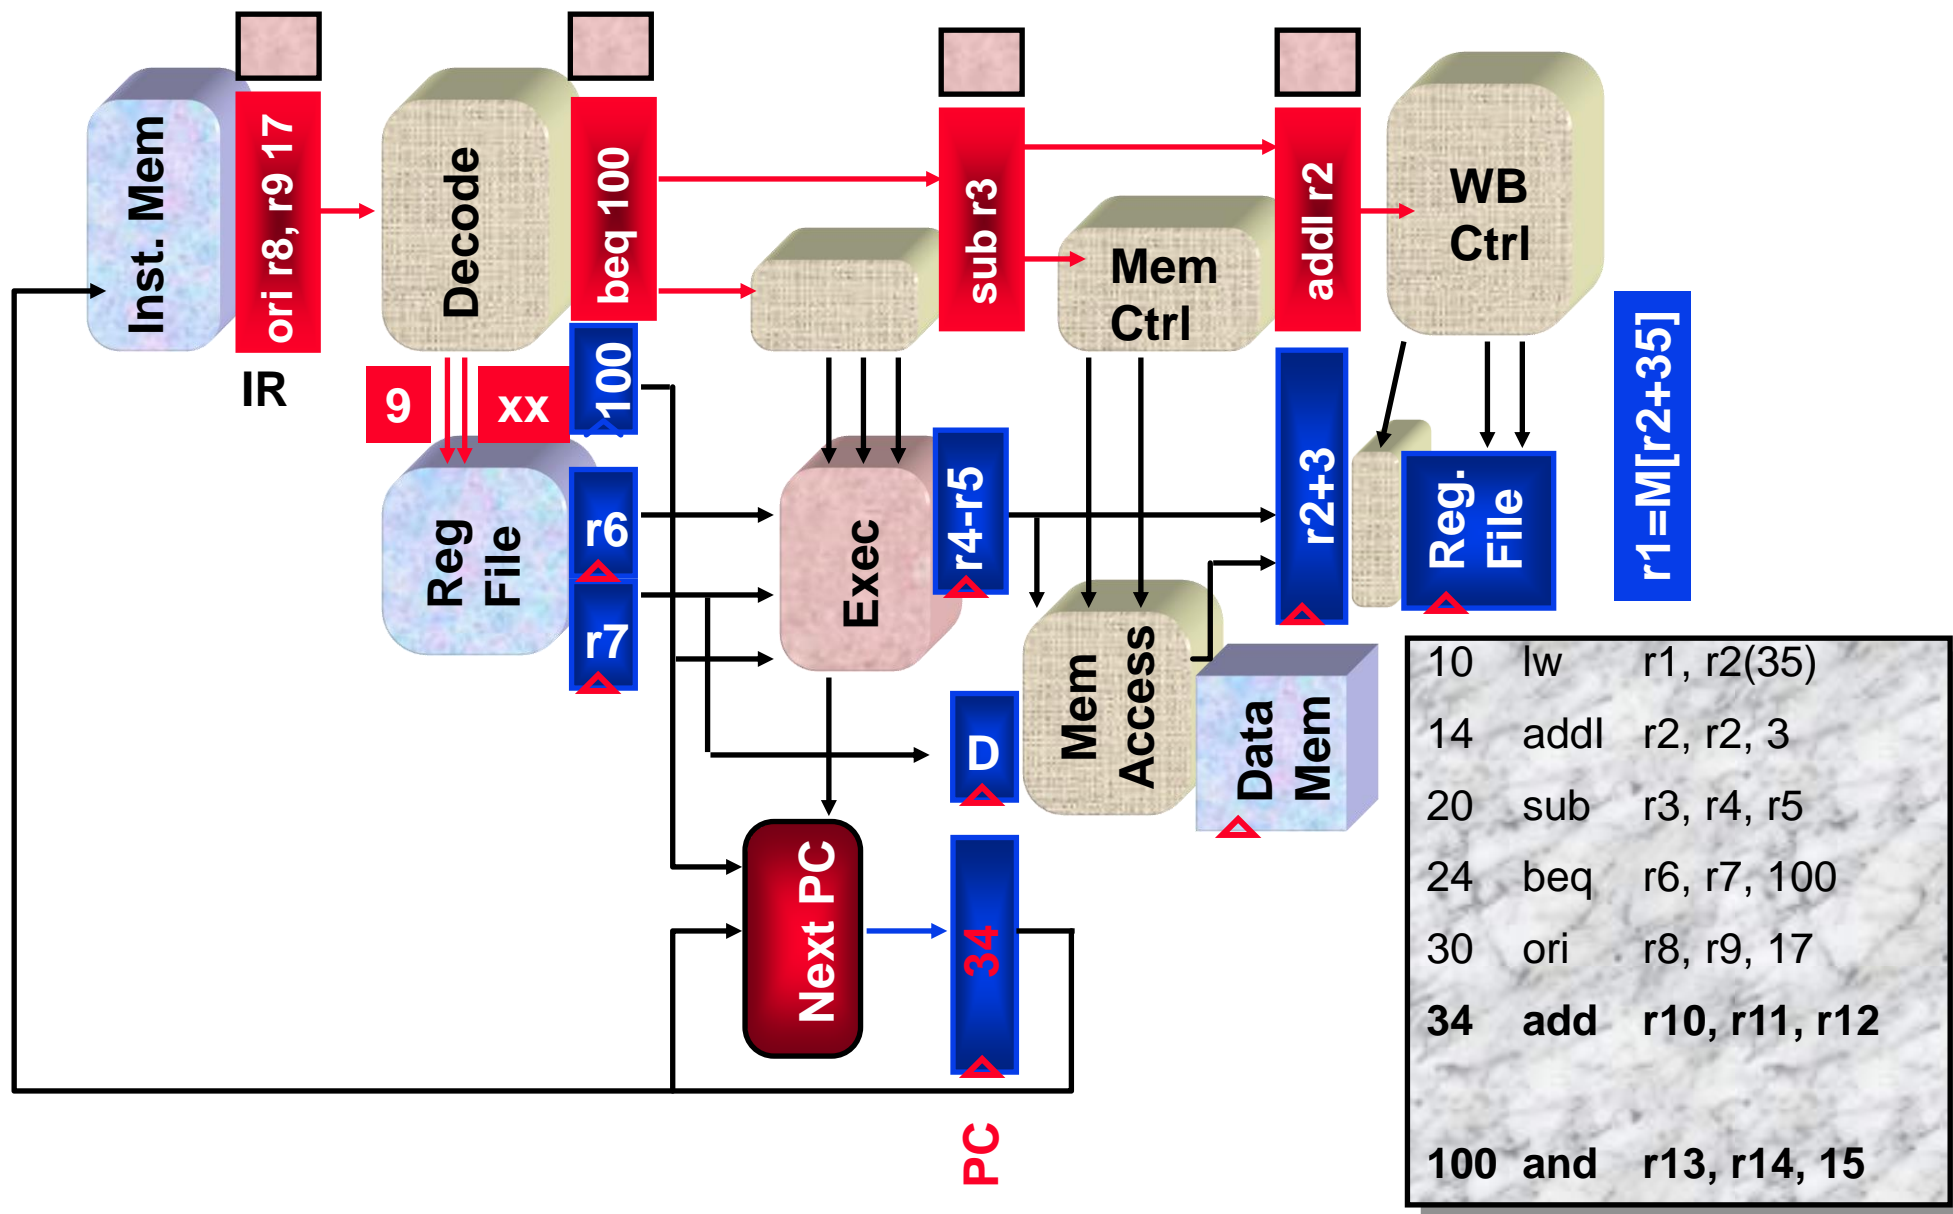 Inst. Mem
ori r8, r9 17
IR
Decode
beq 100
sub r3
Mem
Ctrl
addI r2
WB
Ctrl
9
xx
100
Reg
File
r6
r7
Exec
r4-r5
r2+3
Reg.
File
r1=M[r2+35]
Mem
Access
D
Data
Mem
Next PC
34
PC
10 lw r1, r2(35)
14 addI r2, r2, 3
20 sub r3, r4, r5
24 beq r6, r7, 100
30 ori r8, r9, 17
34 add r10, r11, r12
100 and r13, r14, 15